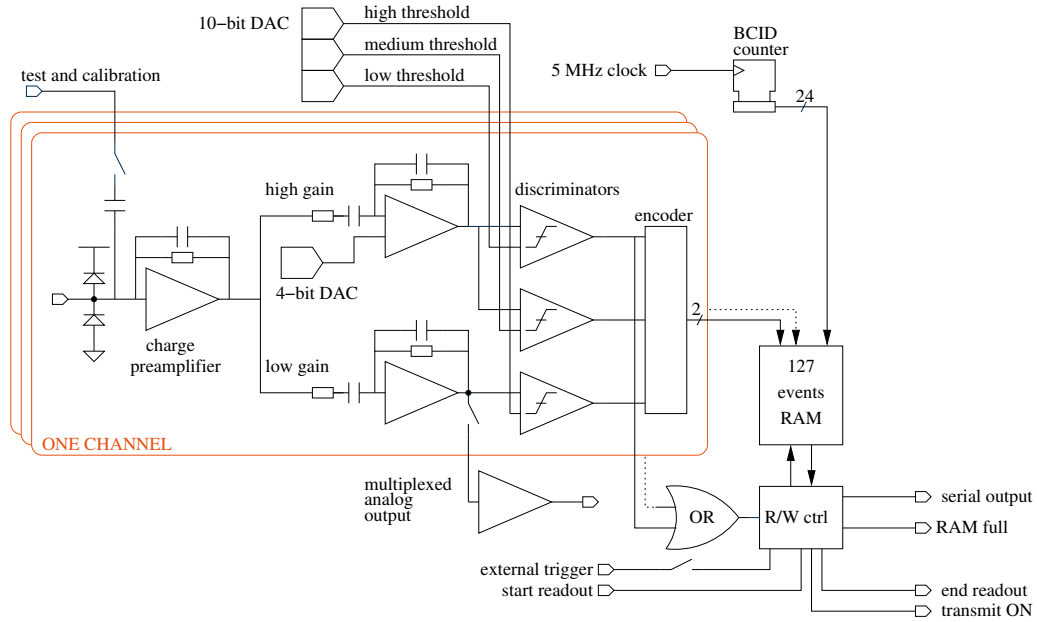 10−bit DAC
high threshold
medium threshold
low threshold
BCID
counter
5 MHz clock
24
test and calibration
high gain
discriminators
encoder
4−bit DAC
2
charge
preamplifier
low gain
127
events
RAM
ONE CHANNEL
multiplexed
analog
output
OR
R/W ctrl
serial output
RAM full
external trigger
start readout
end readout
transmit ON